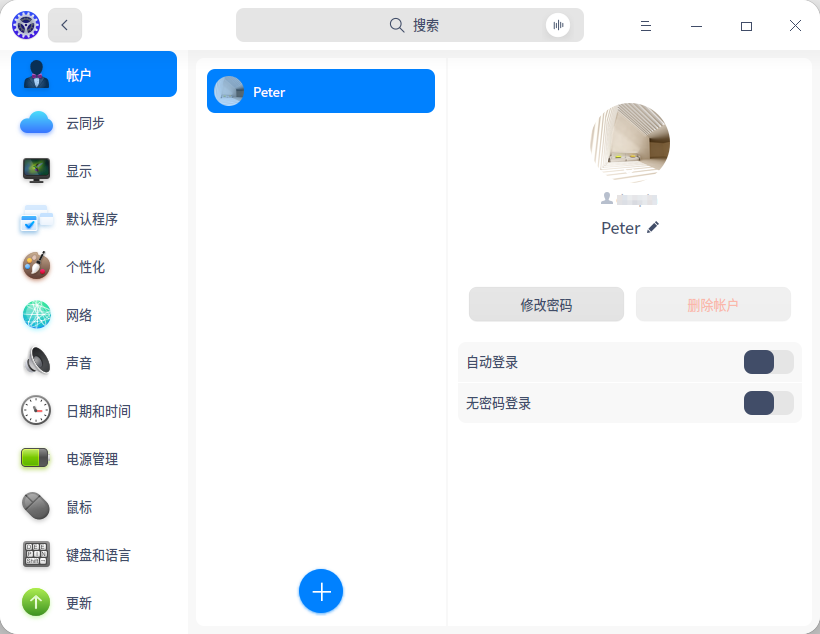 搜索
帐户
云同步
显示
默认程序
个性化
网络
声音
日期和时间
电源管理
鼠标
键盘和语言
更新
Peter
Peter
修改密码
删除帐户
自动登录
无密码登录